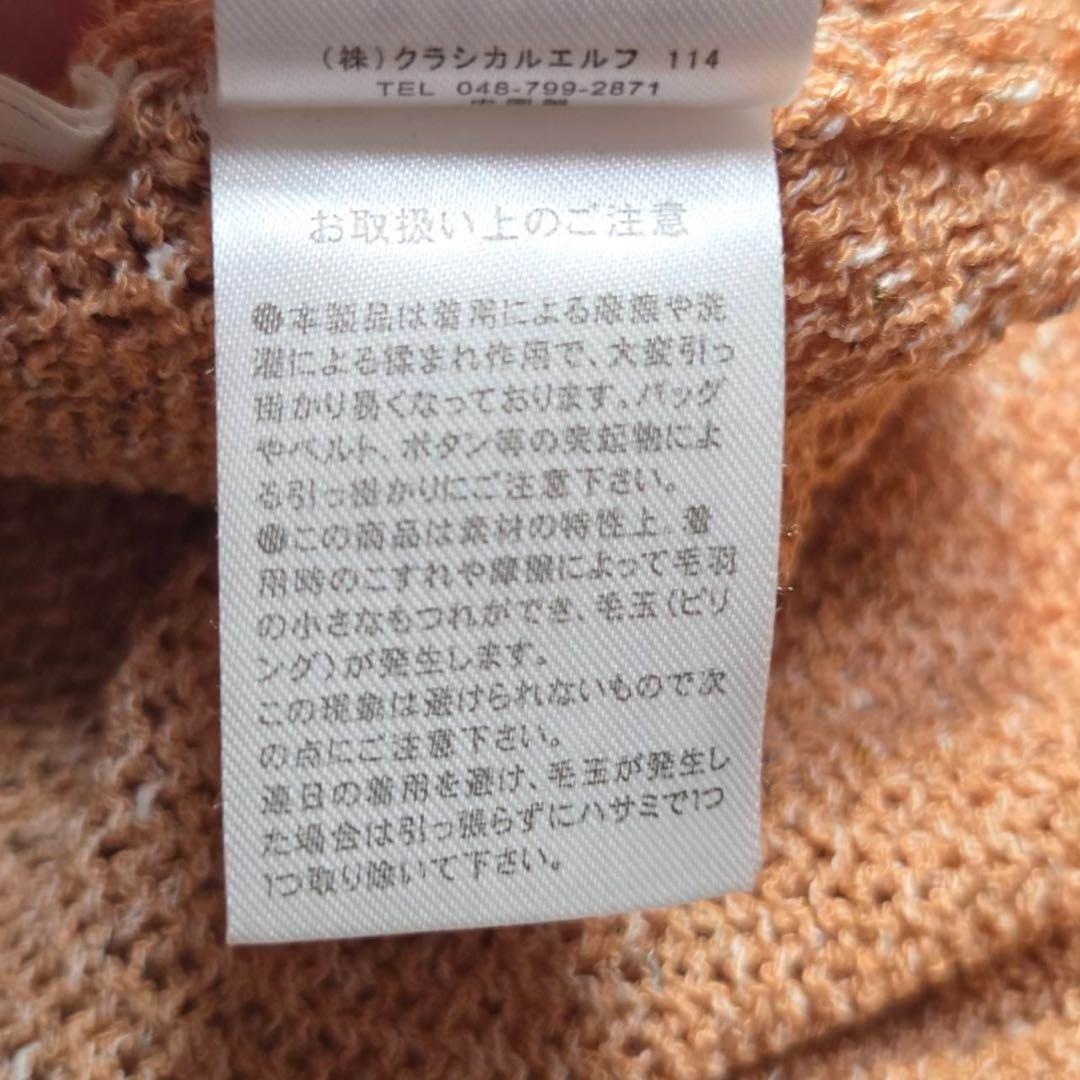 （株）クラシカルエルフ 114
TEL 048-799-2871
中国製
お取扱い上のご注意
本製品は着用による摩擦や洗
濯による揉まれ作用で、大変引っ
掛かり易くなっております。バッグ
やベルト、ボタン等の突起物によ
る引っ掛かりにご注意下さい。
この商品は素材の特性上、着
用時のこすれや摩擦によって毛羽
の小さなもつれができ、毛玉（ピリ
ング）が発生します。
この現象は避けられないもので次
の点にご注意下さい。
連日の着用を避け、毛玉が発生し
た場合は引っ張らずにハサミで1つ
1つ取り除いて下さい。